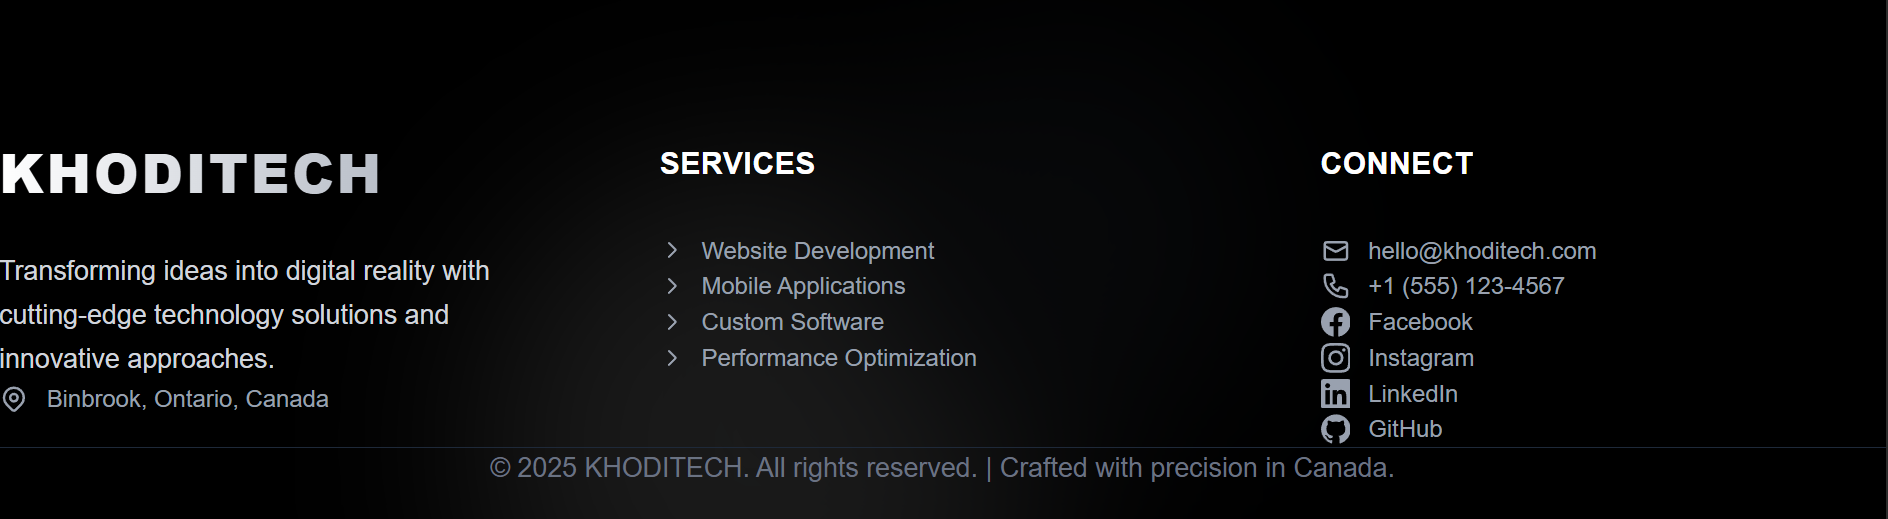 KHODITECH
Transforming ideas into digital reality with
cutting-edge technology solutions and
innovative approaches.
Binbrook, Ontario, Canada
SERVICES
Website Development
Mobile Applications
Custom Software
Performance Optimization
CONNECT
hello@khoditech.com
+1 (555) 123-4567
Facebook
Instagram
LinkedIn
GitHub
© 2025 KHODITECH. All rights reserved. | Crafted with precision in Canada.